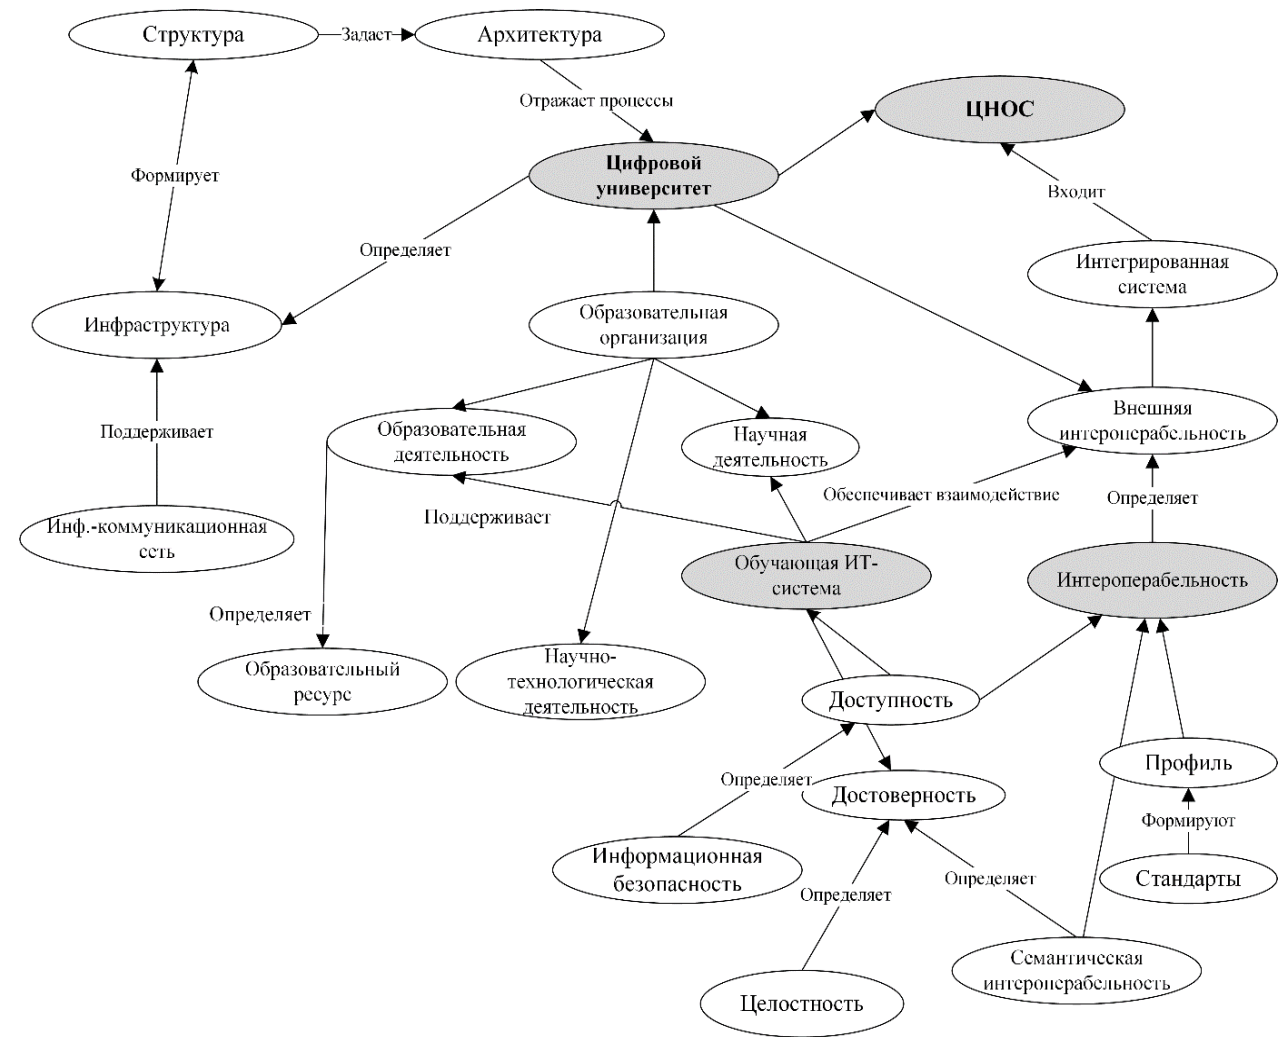 Структура
Задает
Архитектура
Отражает процессы
ЦНОС
Цифровой
университет
Формирует
Входит
Определяет
Интегрированная
система
Инфраструктура
Образовательная
организация
Поддерживает
Образовательная
деятельность
Научная
деятельность
Внешняя
интероперабельность
Обеспечивает взаимодействие
Определяет
Поддерживает
Инф.-коммуникационная
сеть
Обучающая ИТ-
система
Интероперабельность
Определяет
Образовательный
ресурс
Научно-
технологическая
деятельность
Доступность
Профиль
Определяет
Достоверность
Формируют
Информационная
безопасность
Стандарты
Определяет
Определяет
Семантическая
интероперабельность
Целостность